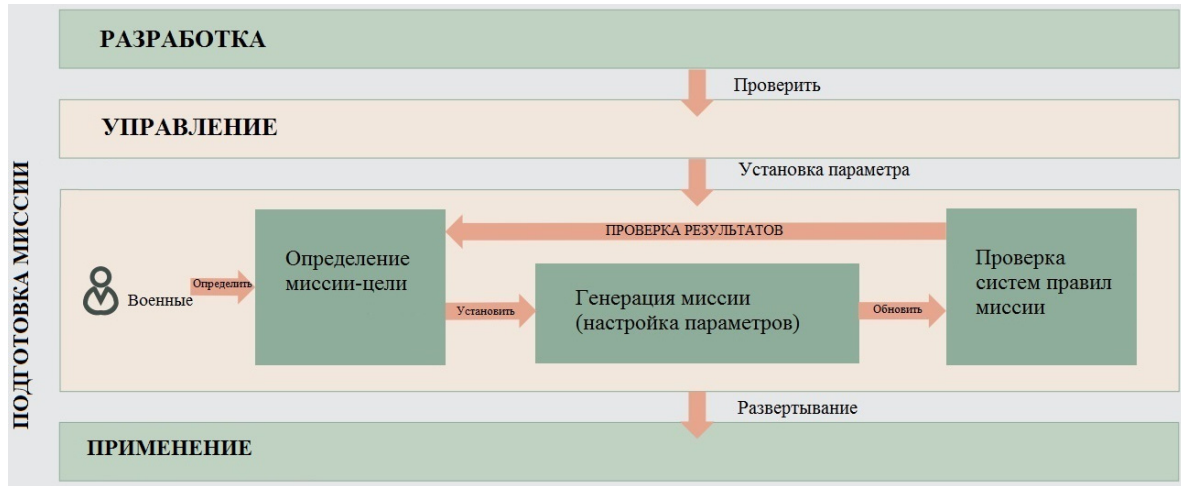 РАЗРАБОТКА
Проверить
УПРАВЛЕНИЕ
Установка параметра
ПОДГОТОВКА МИССИИ
ПРОВЕРКА РЕЗУЛЬТАТОВ
Военные
Определить
Определение
миссии-цели
Установить
Генерация миссии
(настройка параметров)
Обновить
Проверка
систем правил
миссии
Развертывание
ПРИМЕНЕНИЕ